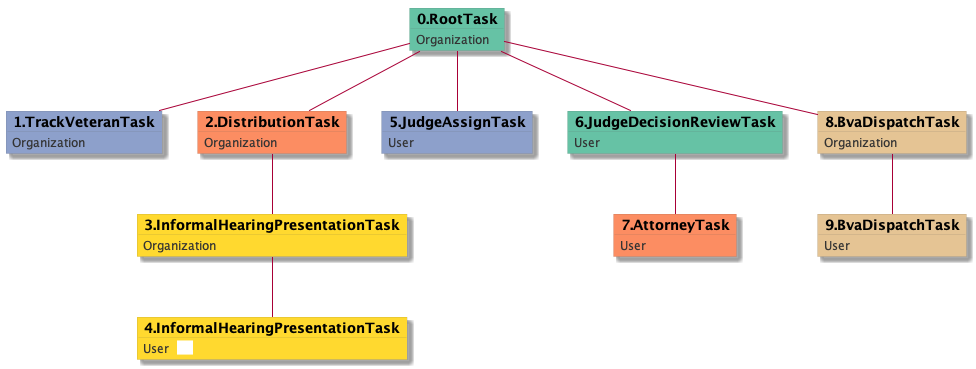 0.RootTask
Organization
1.TrackVeteranTask
Organization
2.DistributionTask
Organization
5.JudgeAssignTask
User
6.JudgeDecisionReviewTask
User
8.BvaDispatchTask
Organization
3.InformalHearingPresentationTask
Organization
7.AttorneyTask
User
9.BvaDispatchTask
User
4.InformalHearingPresentationTask
User